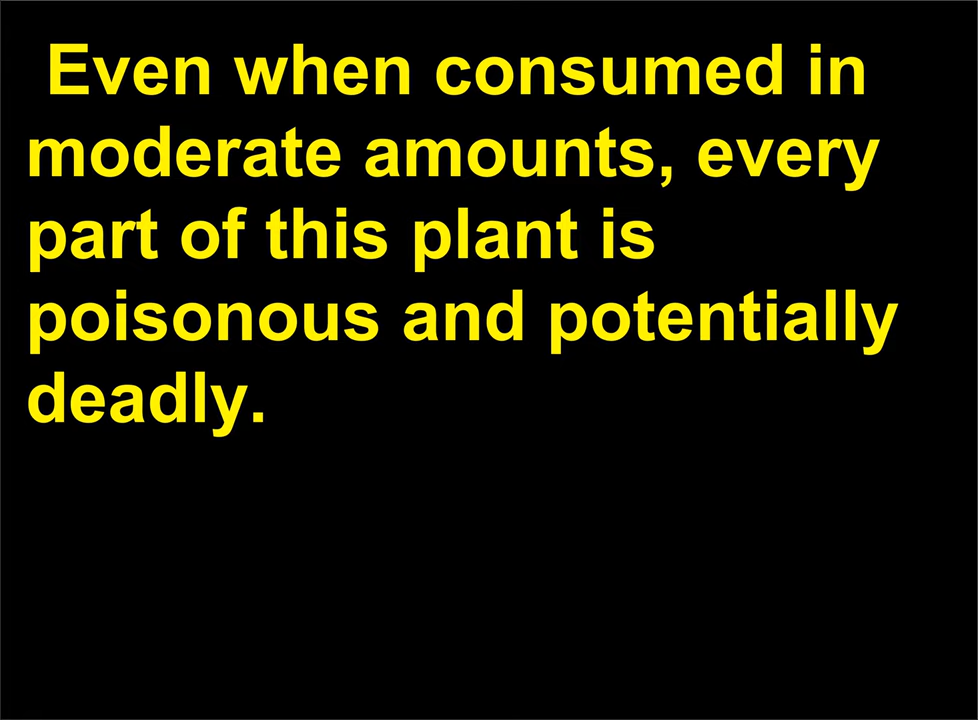 Even when consumed in
moderate amounts, every
part of this plant is
poisonous and potentially
deadly.